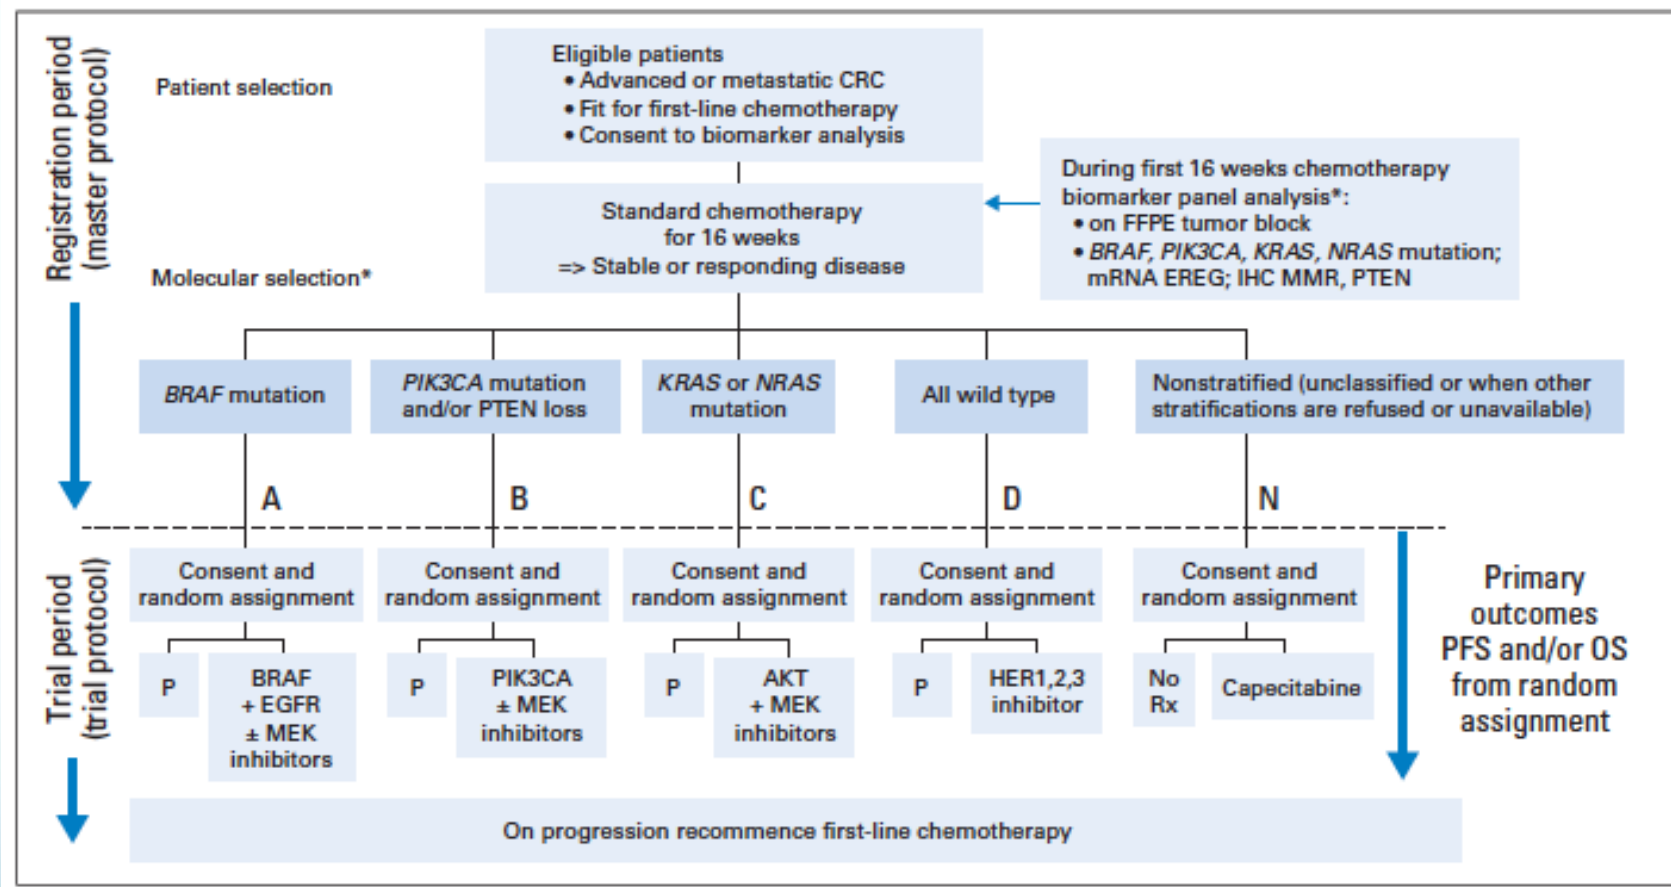 Registration period
(master protocol)
Patient selection
Eligible patients
• Advanced or metastatic CRC
• Fit for first-line chemotherapy
• Consent to biomarker analysis
During first 16 weeks chemotherapy
biomarker panel analysis*:
• on FFPE tumor block
• BRAF, PIK3CA, KRAS, NRAS mutation;
mRNA EREG; IHC MMR, PTEN
Standard chemotherapy
for 16 weeks
=> Stable or responding disease
Molecular selection*
BRAF mutation
PIK3CA mutation
and/or PTEN loss
KRAS or NRAS
mutation
All wild type
Nonstratified (unclassified or when other
stratifications are refused or unavailable)
A
B
C
D
N
Trial period
(trial protocol)
Consent and
random assignment
Consent and
random assignment
Consent and
random assignment
Consent and
random assignment
Consent and
random assignment
P
BRAF
+ EGFR
± MEK
inhibitors
P
PIK3CA
± MEK
inhibitors
P
AKT
+ MEK
inhibitors
P
HER1,2,3
inhibitor
No
Rx
Capecitabine
Primary
outcomes
PFS and/or OS
from random
assignment
On progression recommence first-line chemotherapy